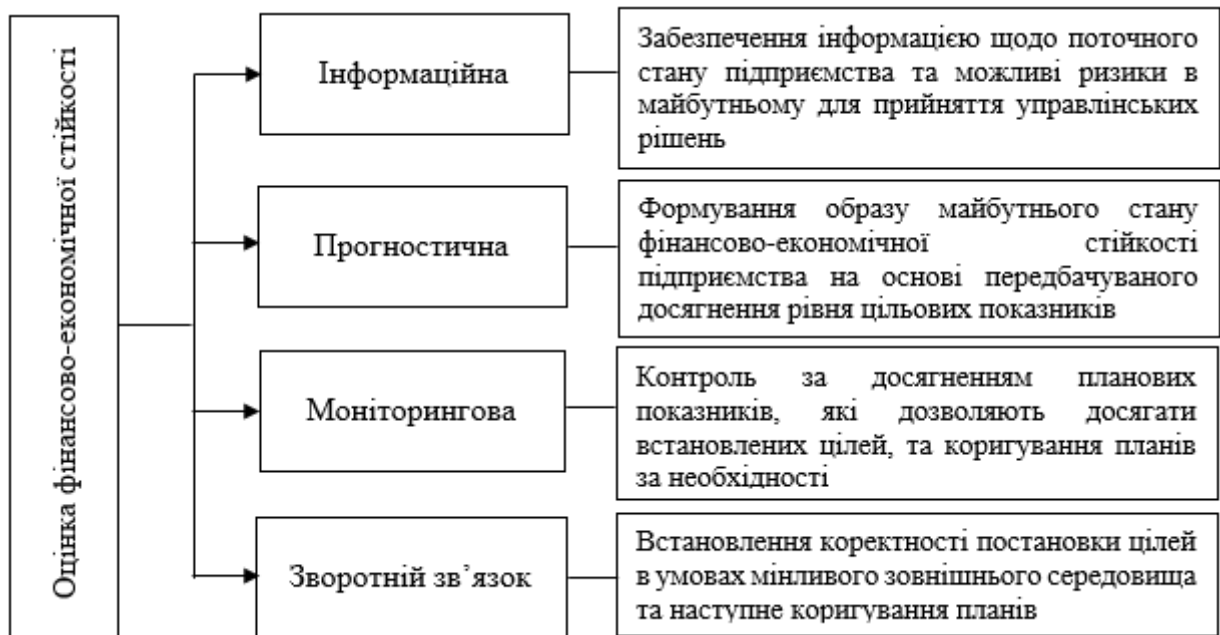 Оцінка фінансово-економічної стійкості
Інформаційна
Забезпечення інформацією щодо поточного
стану підприємства та можливі ризики в
майбутньому для прийняття управлінських
рішень
Прогностична
Формування образу майбутнього стану
фінансово-економічної стійкості
підприємства на основі передбачуваного
досягнення рівня цільових показників
Моніторингова
Контроль за досягненням планових
показників, які дозволяють досягати
встановлених цілей, та коригування планів
за необхідності
Зворотній зв’язок
Встановлення коректності постановки цілей
в умовах мінливого зовнішнього середовища
та наступне коригування планів